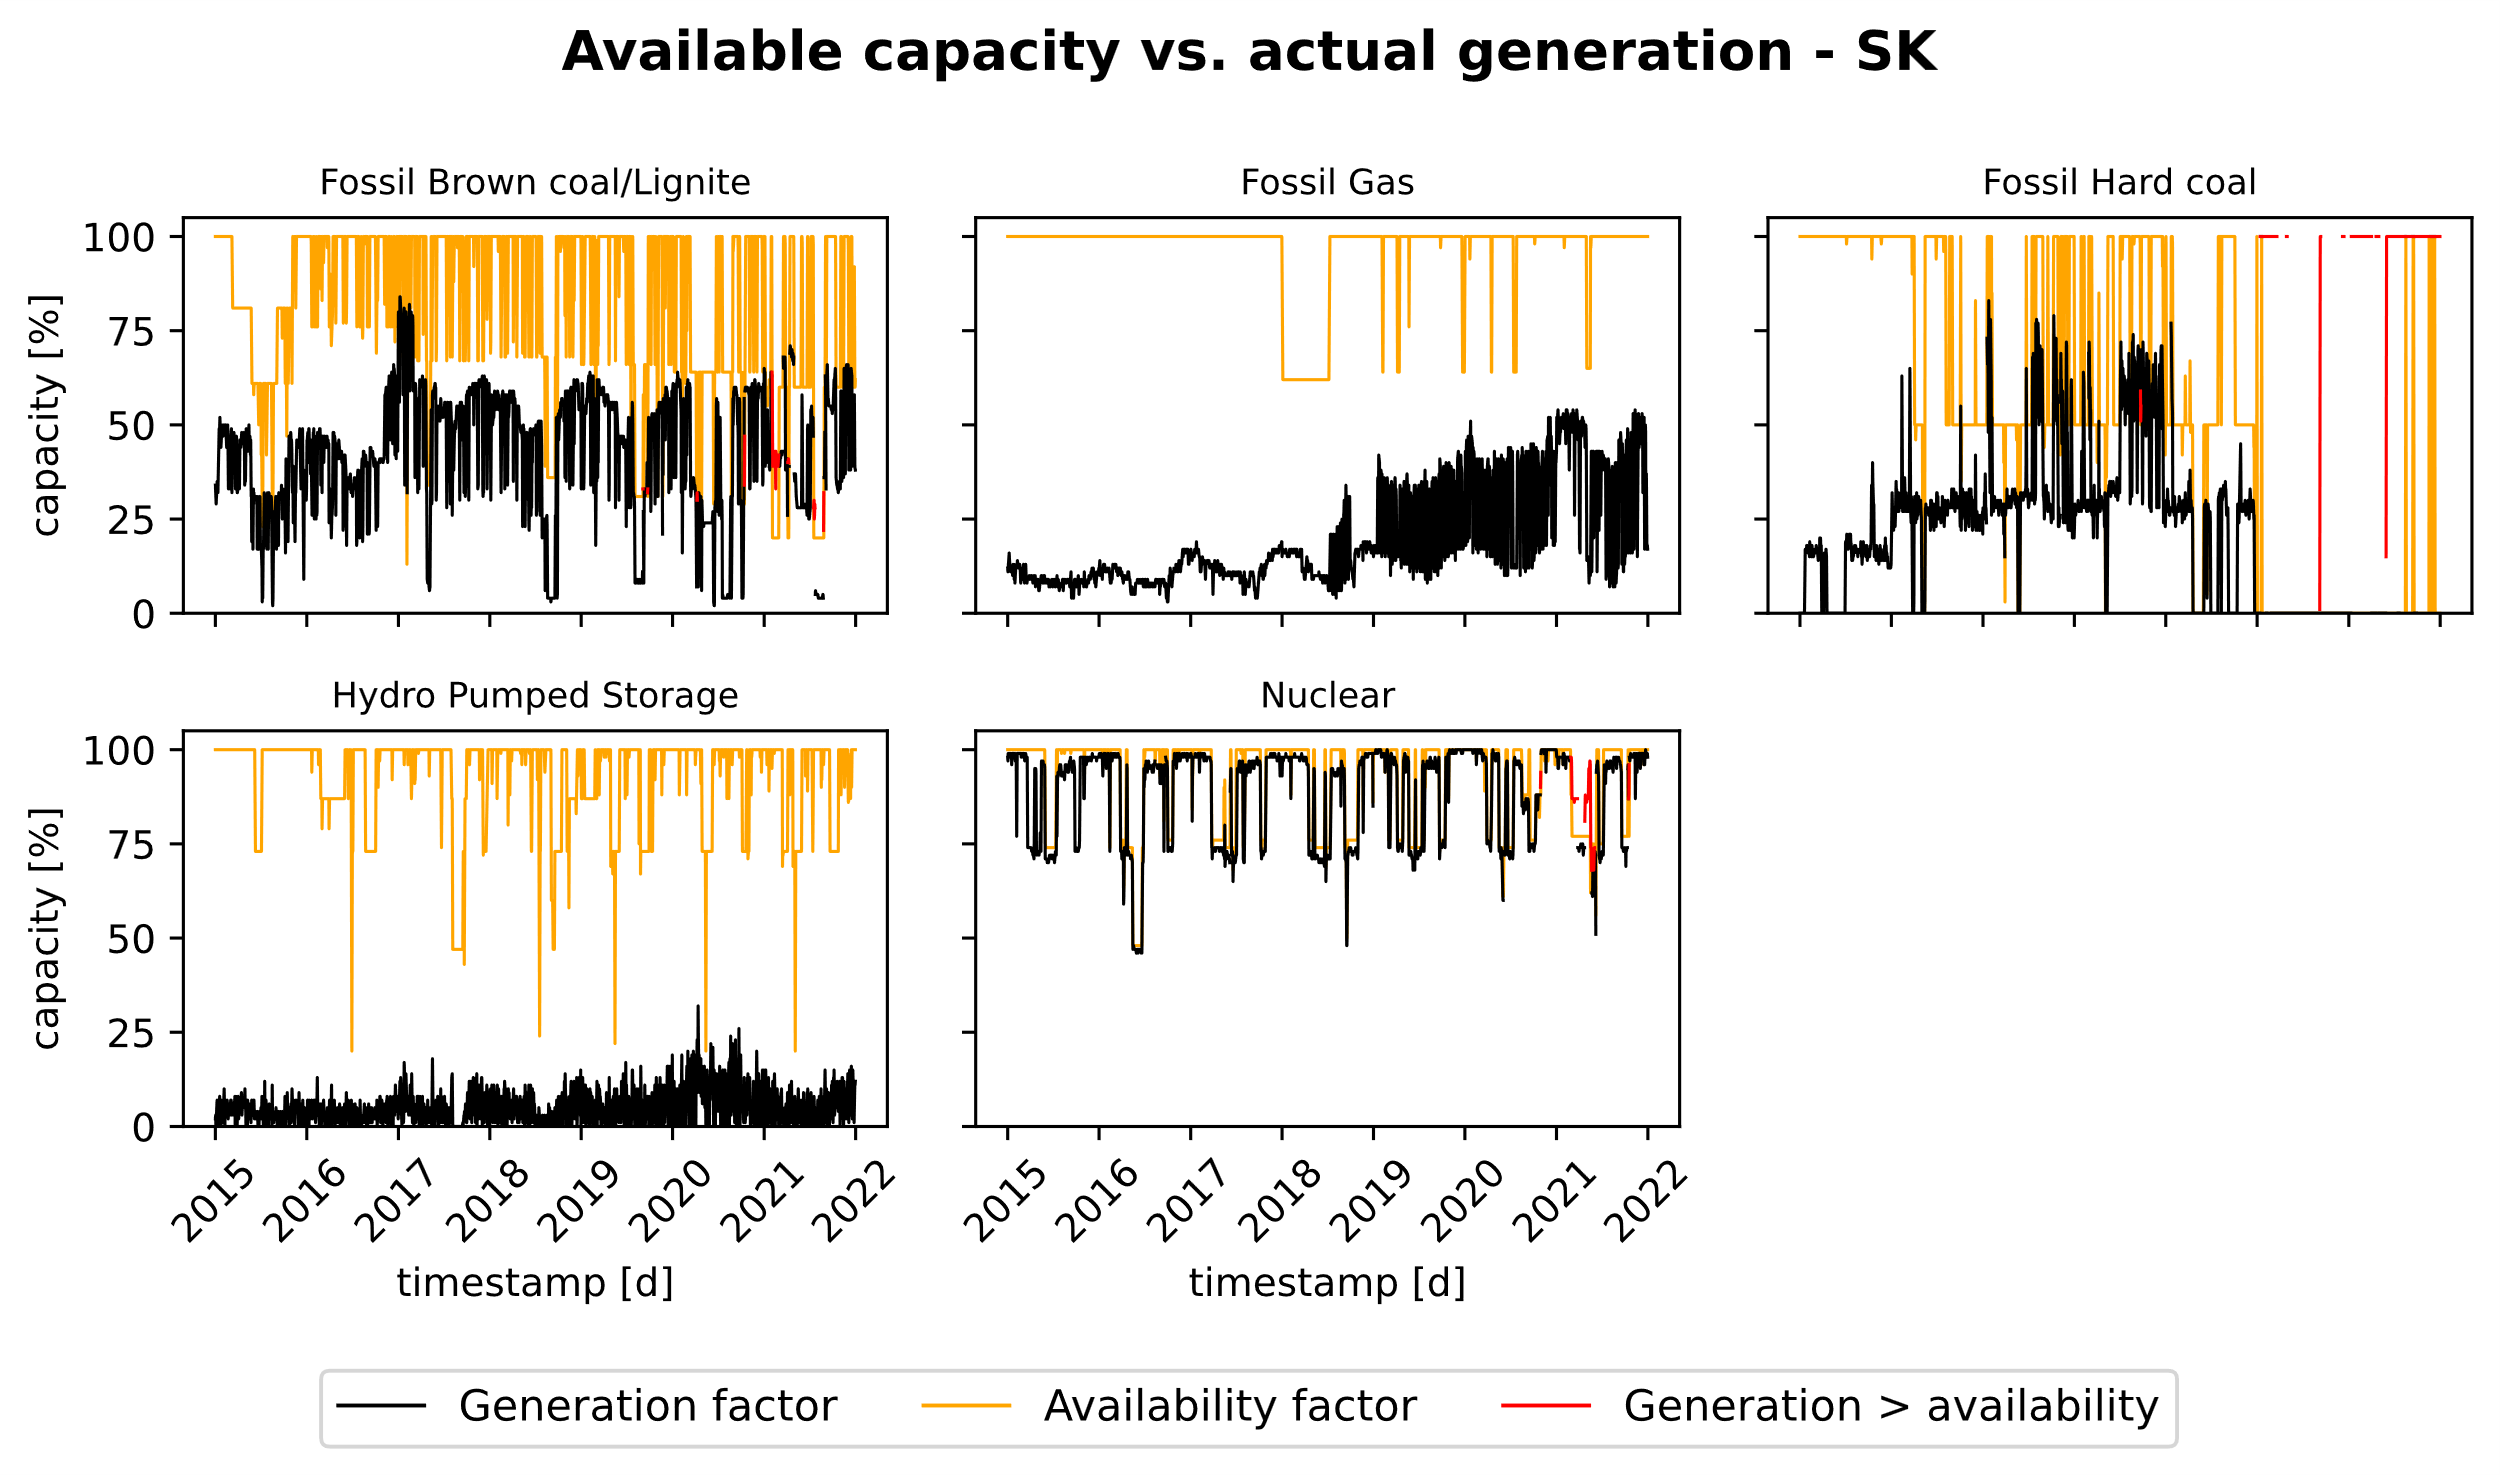 Available capacity vs. actual generation - SK
Fossil Brown coal/Lignite
Fossil Gas
Fossil Hard coal
capacity [%]
100
75
50
25
0
Hydro Pumped Storage
Nuclear
capacity [%]
100
75
50
25
0
2015 2016 2017 2018 2019 2020 2021 2022
2015 2016 2017 2018 2019 2020 2021 2022
timestamp [d]
timestamp [d]
Generation factor
Availability factor
Generation > availability